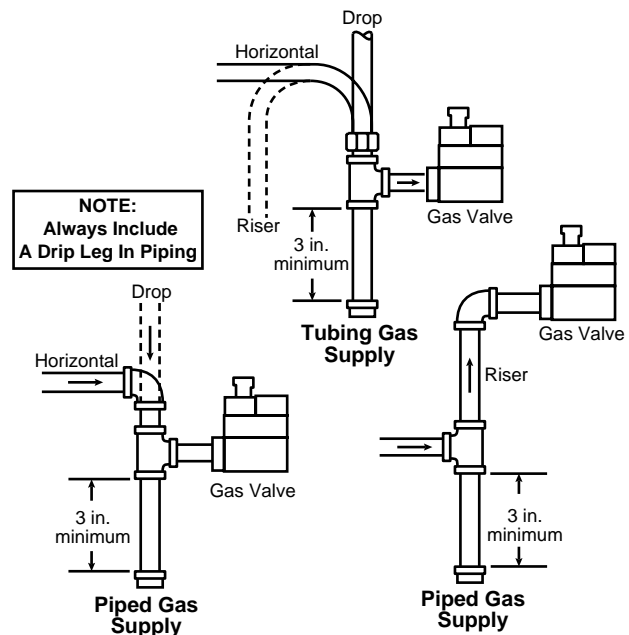 Drop
Horizontal
Gas Valve
Riser
3 in.
minimum
Tubing Gas
Supply
NOTE:
Always Include
A Drip Leg In Piping
Drop
Horizontal
Gas Valve
3 in.
minimum
Piped Gas
Supply
Gas Valve
Riser
3 in.
minimum
Piped Gas
Supply